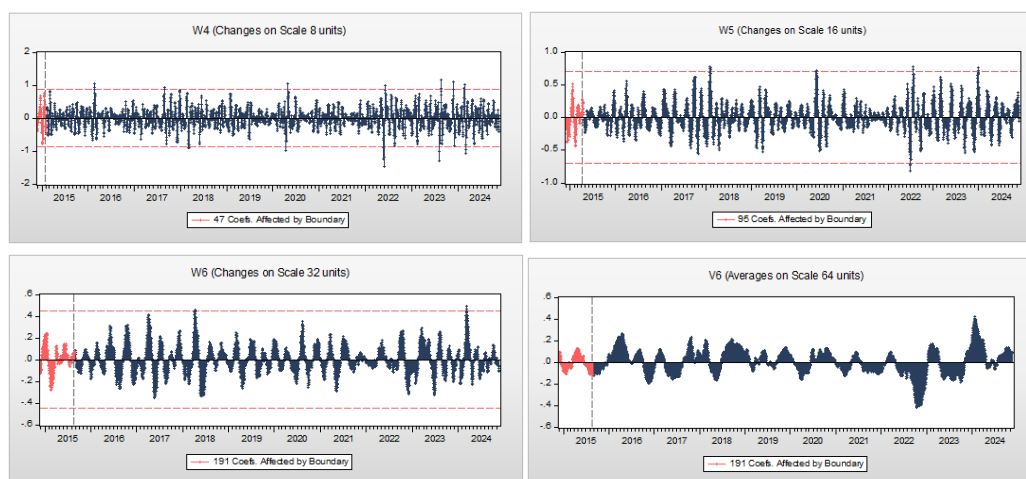 W4 (Changes on Scale 8 units)
2
1
0
-1
-2
2015 2016 2017 2018 2019 2020 2021 2022 2023 2024
47 Coefs. Affected by Boundary
W5 (Changes on Scale 16 units)
1.0
0.5
0.0
-0.5
-1.0
2015 2016 2017 2018 2019 2020 2021 2022 2023 2024
95 Coefs. Affected by Boundary
W6 (Changes on Scale 32 units)
.6
.4
.2
.0
-.2
-.4
-.6
2015 2016 2017 2018 2019 2020 2021 2022 2023 2024
191 Coefs. Affected by Boundary
V6 (Averages on Scale 64 units)
.6
.4
.2
.0
-.2
-.4
-.6
2015 2016 2017 2018 2019 2020 2021 2022 2023 2024
191 Coefs. Affected by Boundary